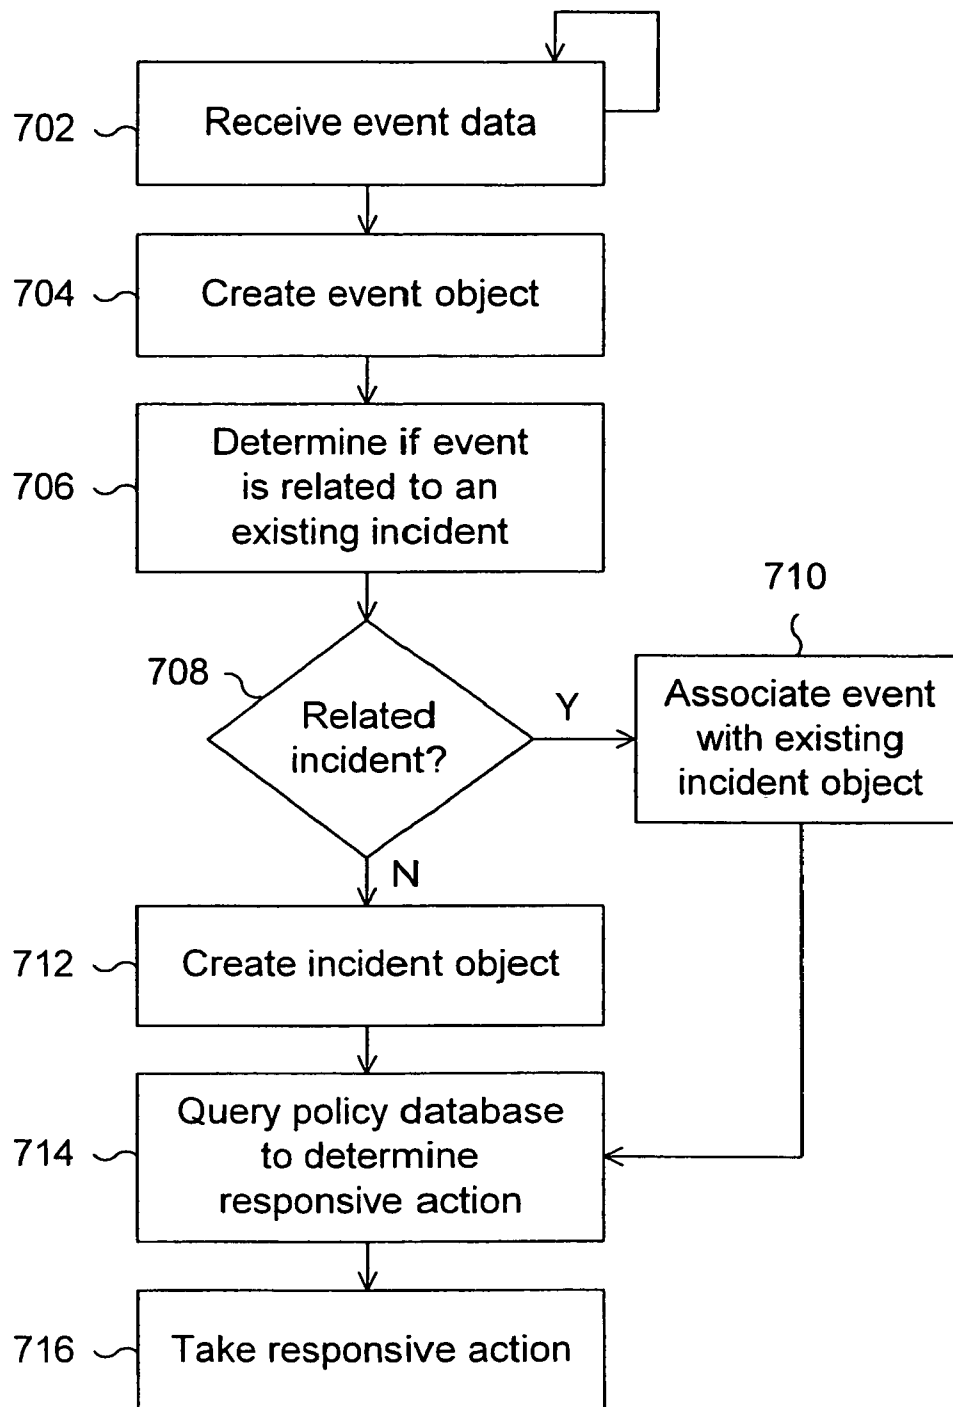 702
Receive event data
704
Create event object
706
Determine if event
is related to an
existing incident
708
Related
incident?
Y
710
Associate event
with existing
incident object
N
712
Create incident object
714
Query policy database
to determine
responsive action
716
Take responsive action